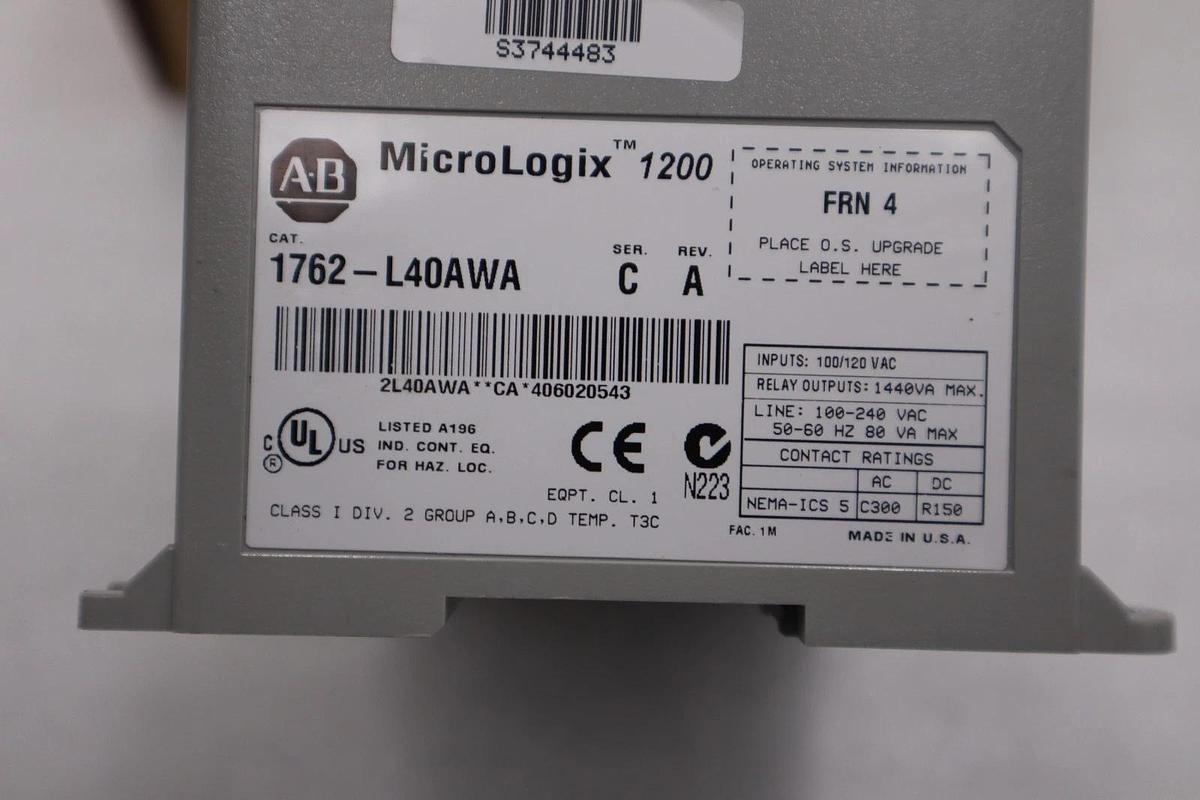 S3744483
A·B
MicroLogix™ 1200
OPERATING SYSTEM INFORMATION
FRN 4
PLACE O.S. UPGRADE
LABEL HERE
CAT.
SER. REV.
1762-L40AWA C A
2L40AWA**CA*406020543
INPUTS: 100/120 VAC
RELAY OUTPUTS: 1440VA MAX.
LINE: 100-240 VAC
50-60 HZ 80 VA MAX
CONTACT RATINGS
AC DC
NEMA-ICS 5 C300 R150
C UL US
®
LISTED A196
IND. CONT. EQ.
FOR HAZ. LOC.
CE
N223
EQPT. CL. 1
CLASS I DIV. 2 GROUP A,B,C,D TEMP. T3C
FAC. 1M
MADE IN U.S.A.